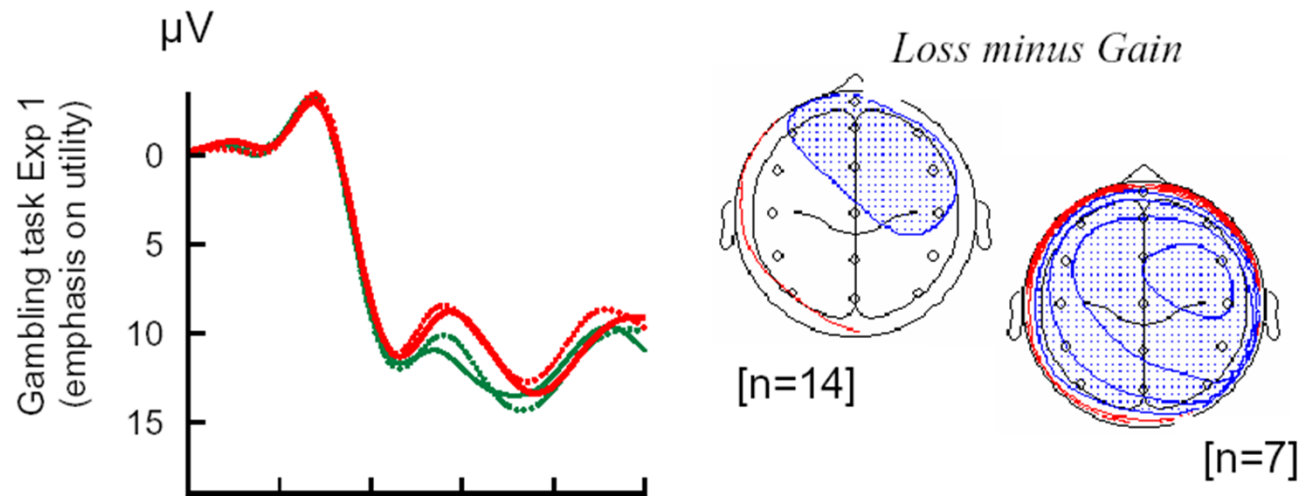 µV
Gambling task Exp 1
(emphasis on utility)
0
5
10
15
Loss minus Gain
[n=14]
[n=7]